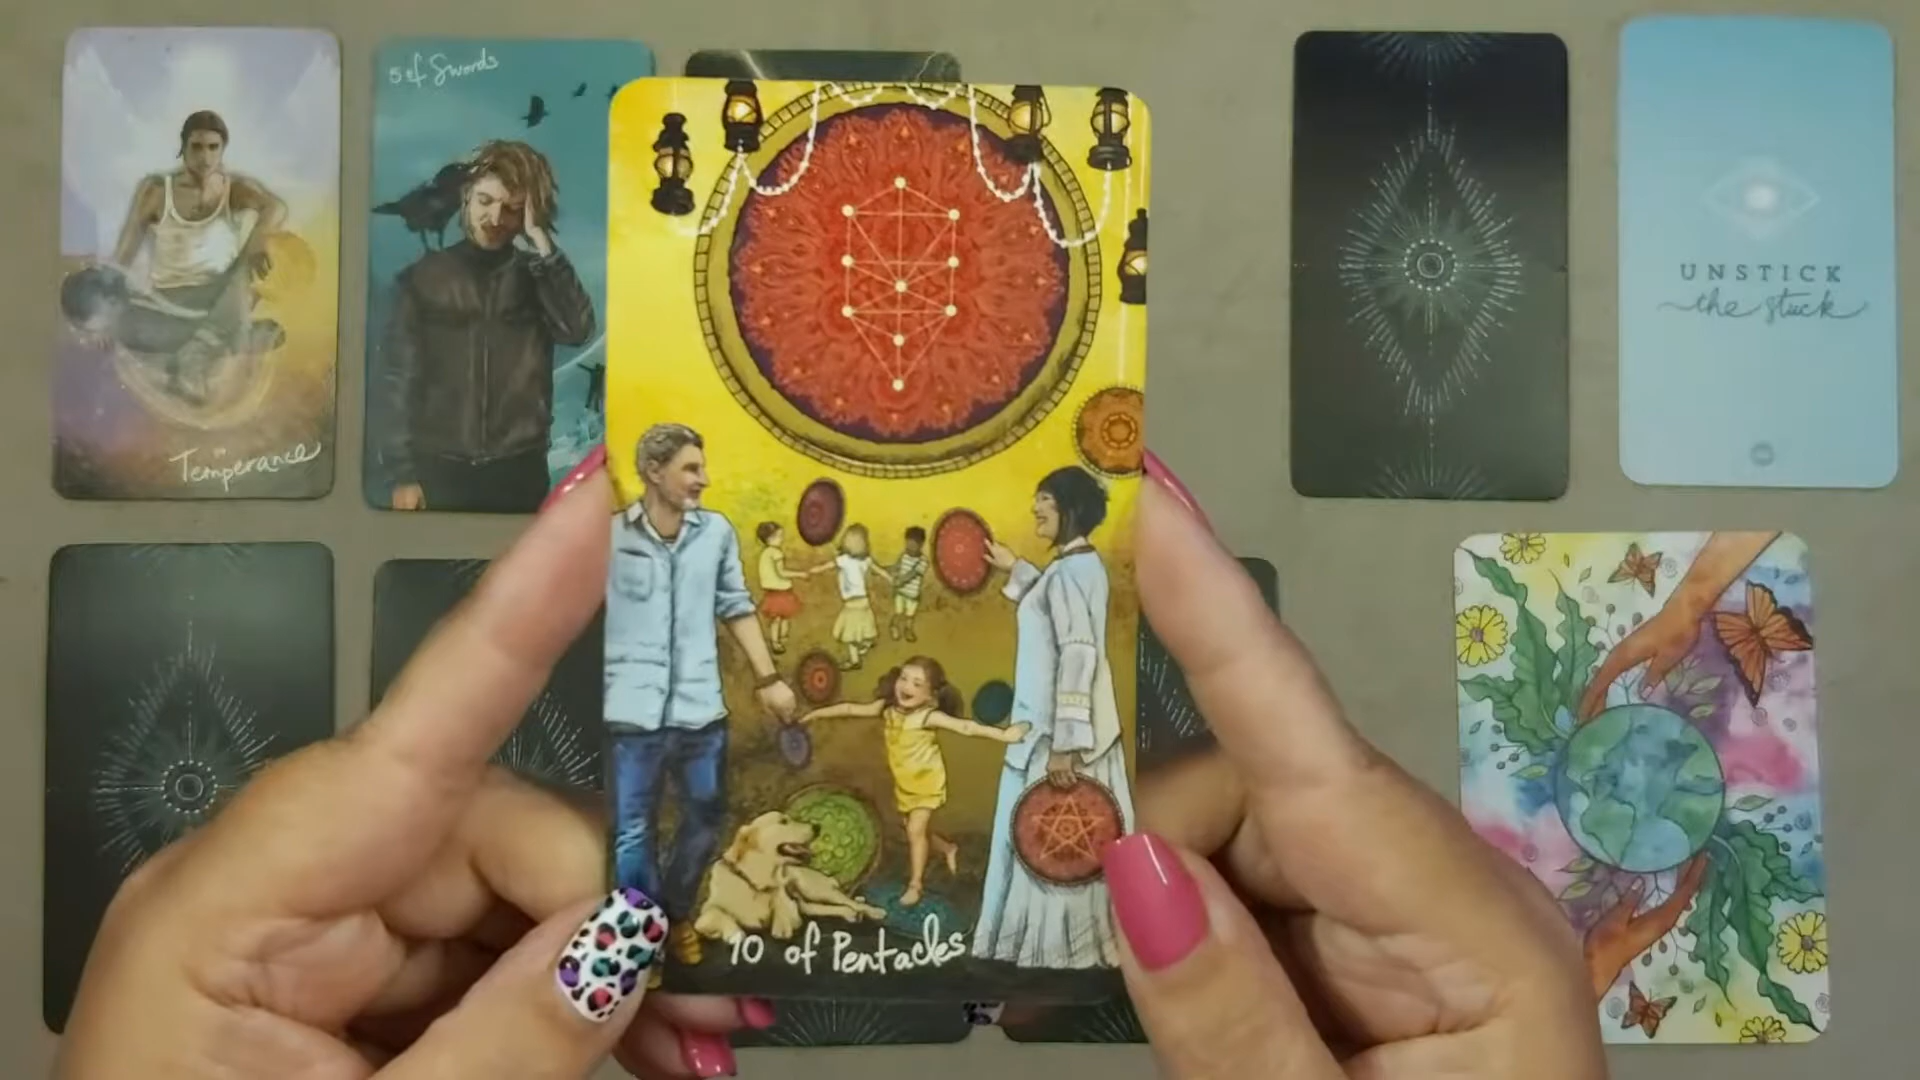 5 of Swords
Temperance
UNSTICK
the stuck
10 of Pentacles